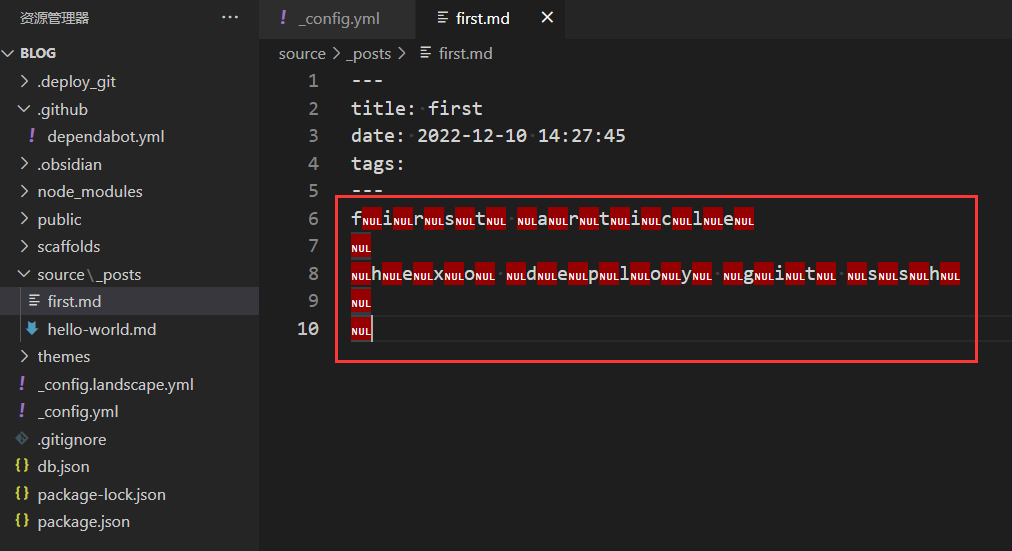 资源管理器 ···
BLOG
.deploy_git
.github
! dependabot.yml
.obsidian
node_modules
public
scaffolds
source\_posts
first.md
hello-world.md
themes
! _config.landscape.yml
! _config.yml
.gitignore
{} db.json
{} package-lock.json
{} package.json
! _config.yml
first.md ×
source > _posts > first.md
1 ---
2 title: first
3 date: 2022-12-10 14:27:45
4 tags:
5 ---
6 fNULiNULrNULsNULtNUL NULaNULrNULtNULiNULcNULlNULeNUL
7 NUL
8 NULhNULeNULxNULoNUL NULdNULeNULpNULlNULoNULyNUL NULgNULiNULtNUL NULsNULsNULhNUL
9 NUL
10 NUL